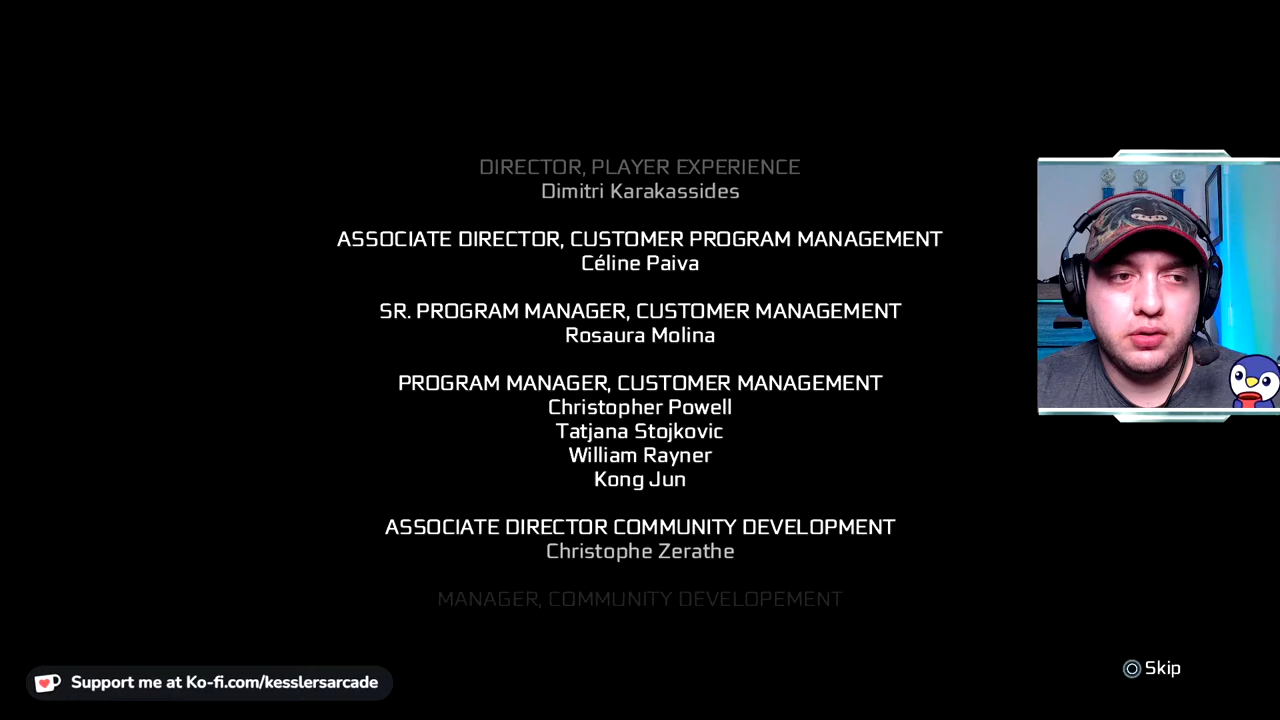 DIRECTOR, PLAYER EXPERIENCE
Dimitri Karakassides
ASSOCIATE DIRECTOR, CUSTOMER PROGRAM MANAGEMENT
Céline Paiva
SR. PROGRAM MANAGER, CUSTOMER MANAGEMENT
Rosaura Molina
PROGRAM MANAGER, CUSTOMER MANAGEMENT
Christopher Powell
Tatjana Stojkovic
William Rayner
Kong Jun
ASSOCIATE DIRECTOR COMMUNITY DEVELOPMENT
Christophe Zerathe
MANAGER, COMMUNITY DEVELOPEMENT
Skip
Support me at Ko-fi.com/kesslersarcade